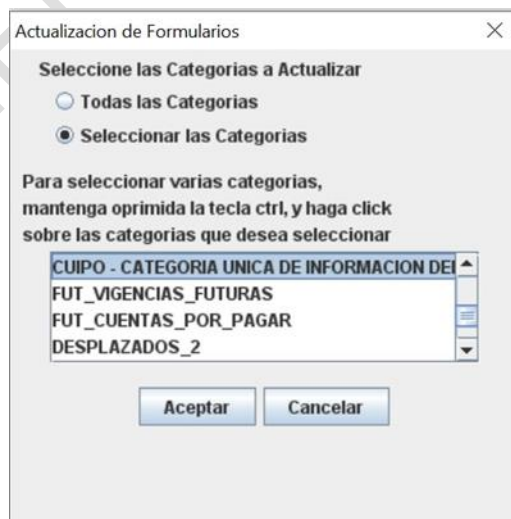 Actualizacion de Formularios
Seleccione las Categorias a Actualizar
Todas las Categorias
Seleccionar las Categorias
Para seleccionar varias categorias,
mantenga oprimida la tecla ctrl, y haga click
sobre las categorias que desea seleccionar
CUIPO - CATEGORIA UNICA DE INFORMACION DEL
FUT_VIGENCIAS_FUTURAS
FUT_CUENTAS_POR_PAGAR
DESPLAZADOS_2
Aceptar Cancelar